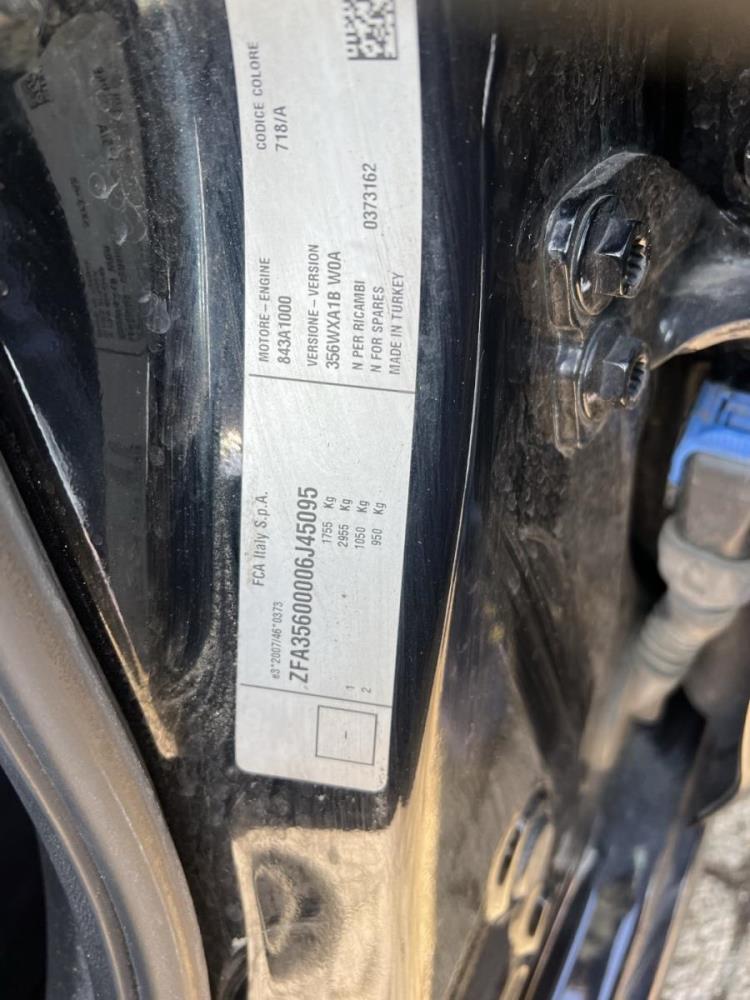 FCA Italy S.p.A.
e3*2007/46*0373
ZFA35600006J45095
1755 Kg
2955 Kg
1 1050 Kg
2 950 Kg
-
MOTORE-ENGINE
843A1000
CODICE COLORE
718/A
VERSIONE-VERSION
356WXA1B W0A
N PER RICAMBI
N FOR SPARES 0373162
MADE IN TURKEY